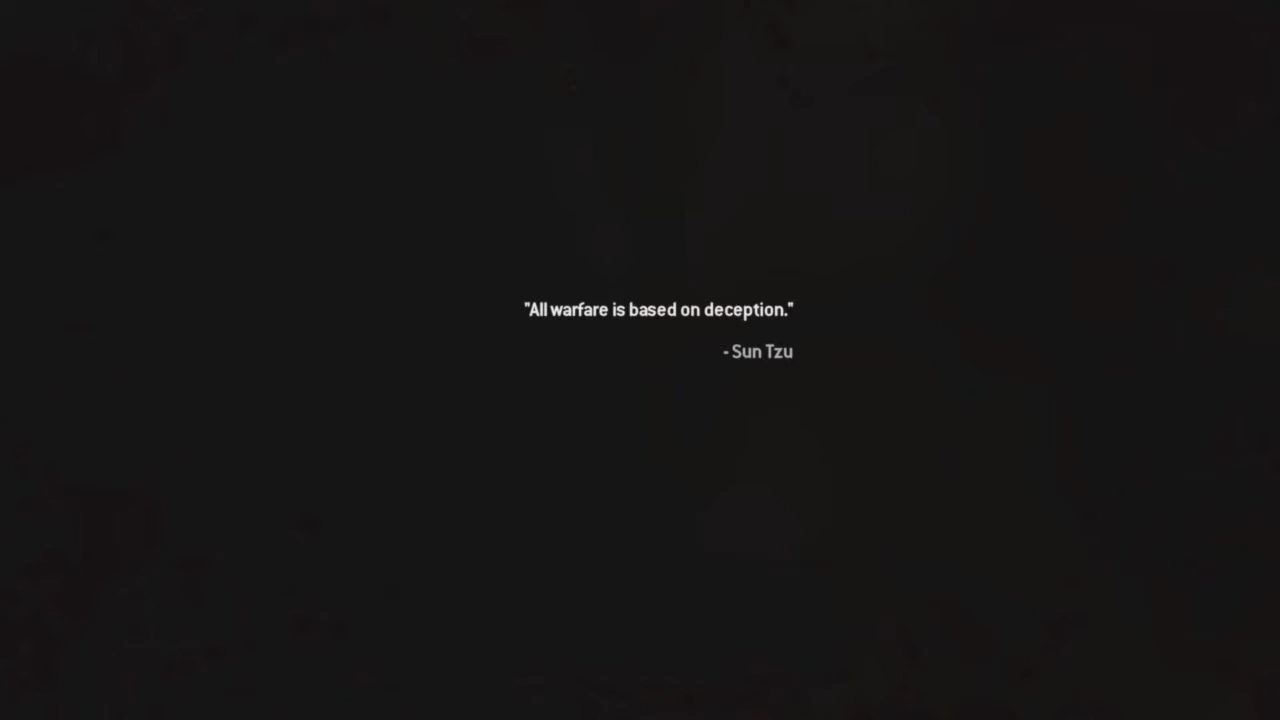 "All warfare is based on deception."
- Sun Tzu